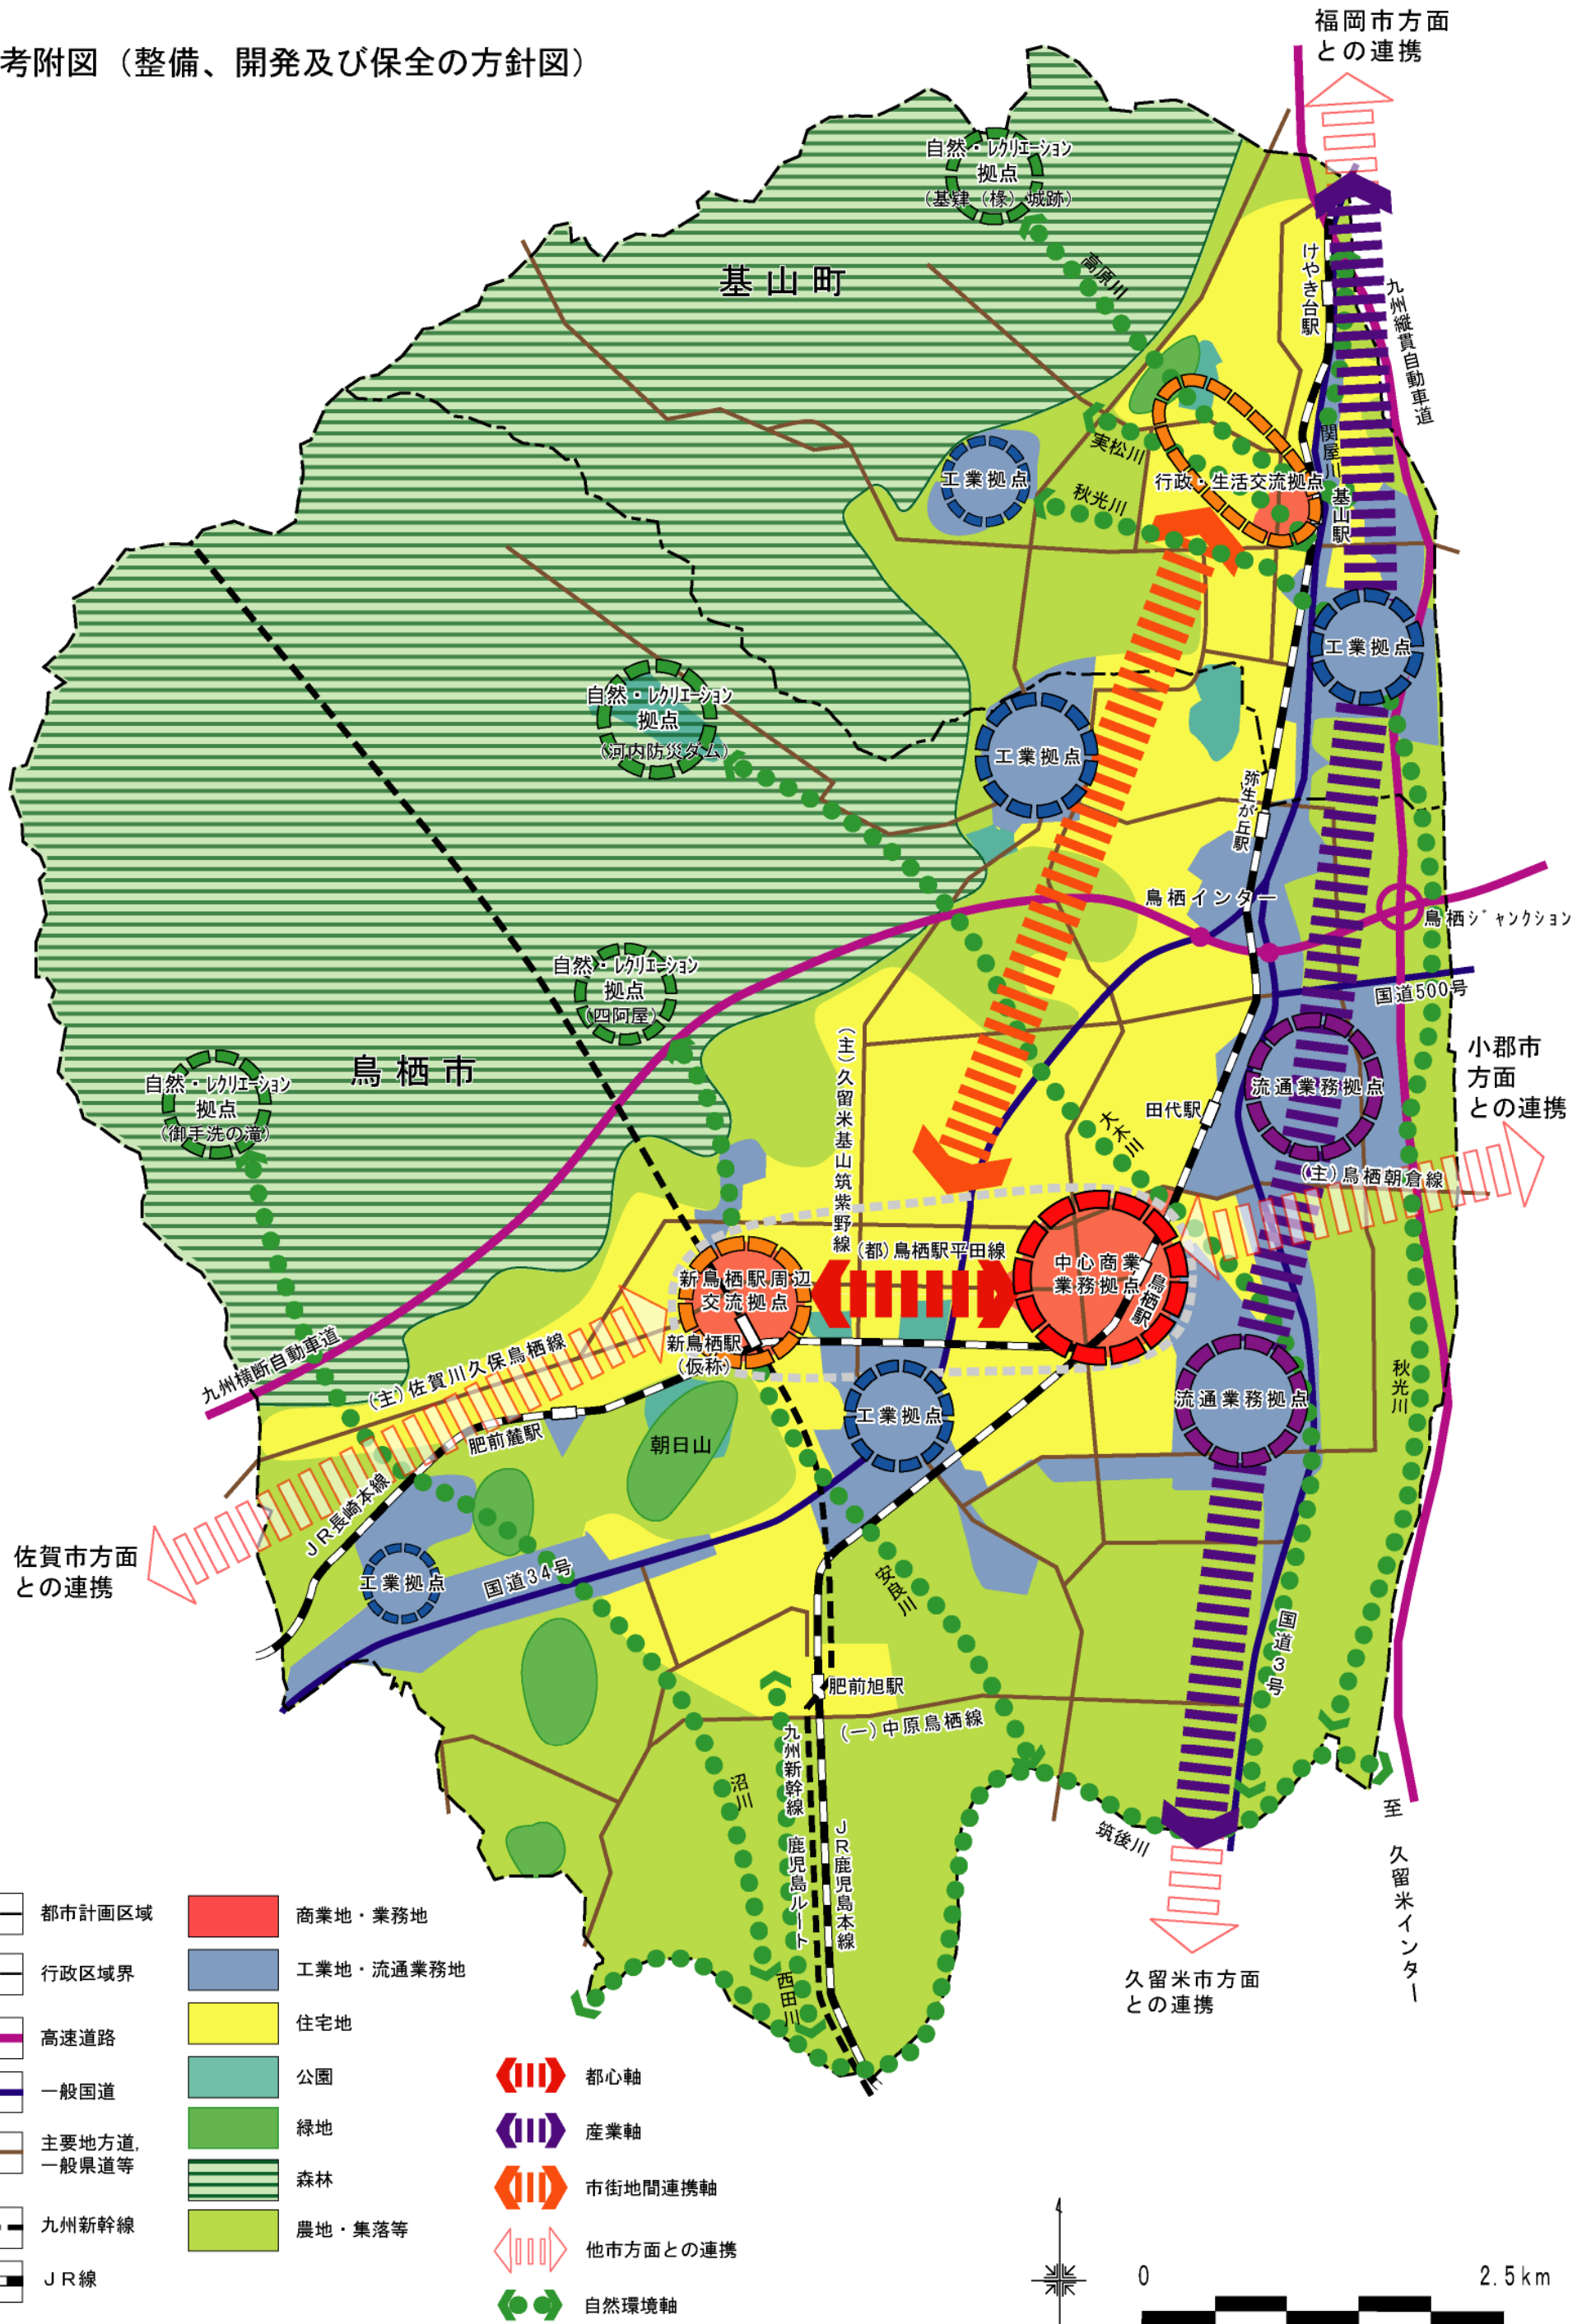 考附図（整備、開発及び保全の方針図）
福岡市方面
との連携
自然・ﾚｸﾘｴｰｼｮﾝ
拠点
（基肄（椽）城跡）
高原川
基山町
けやき台駅
九州縦貫自動車道
実松川
関屋川
工業拠点
行政・生活交流拠点
秋光川
基山駅
工業拠点
自然・ﾚｸﾘｴｰｼｮﾝ
拠点
（河内防災ダム）
工業拠点
弥生が丘駅
鳥栖インター
鳥栖ｼﾞｬﾝｸｼｮﾝ
自然・ﾚｸﾘｴｰｼｮﾝ
拠点
（四阿屋）
国道500号
鳥栖市
（主）久留米基山筑紫野線
小郡市
方面
との連携
自然・ﾚｸﾘｴｰｼｮﾝ
拠点
（御手洗の滝）
流通業務拠点
田代駅
大木川
（主）鳥栖朝倉線
（都）鳥栖駅平田線
中心商業
業務拠点
鳥栖駅
新鳥栖駅周辺
交流拠点
新鳥栖駅
（仮称）
九州横断自動車道
（主）佐賀川久保鳥栖線
秋光川
流通業務拠点
工業拠点
肥前麓駅
朝日山
ＪＲ長崎本線
佐賀市方面
との連携
工業拠点
国道34号
安良川
国道３号
肥前旭駅
（一）中原鳥栖線
九州新幹線　鹿児島ルート
沼川
ＪＲ鹿児島本線
筑後川
至　久留米インター
西田川
久留米市方面
との連携
都市計画区域
行政区域界
高速道路
一般国道
主要地方道,
一般県道等
九州新幹線
ＪＲ線
商業地・業務地
工業地・流通業務地
住宅地
公園
緑地
森林
農地・集落等
都心軸
産業軸
市街地間連携軸
他市方面との連携
自然環境軸
0
2.5km